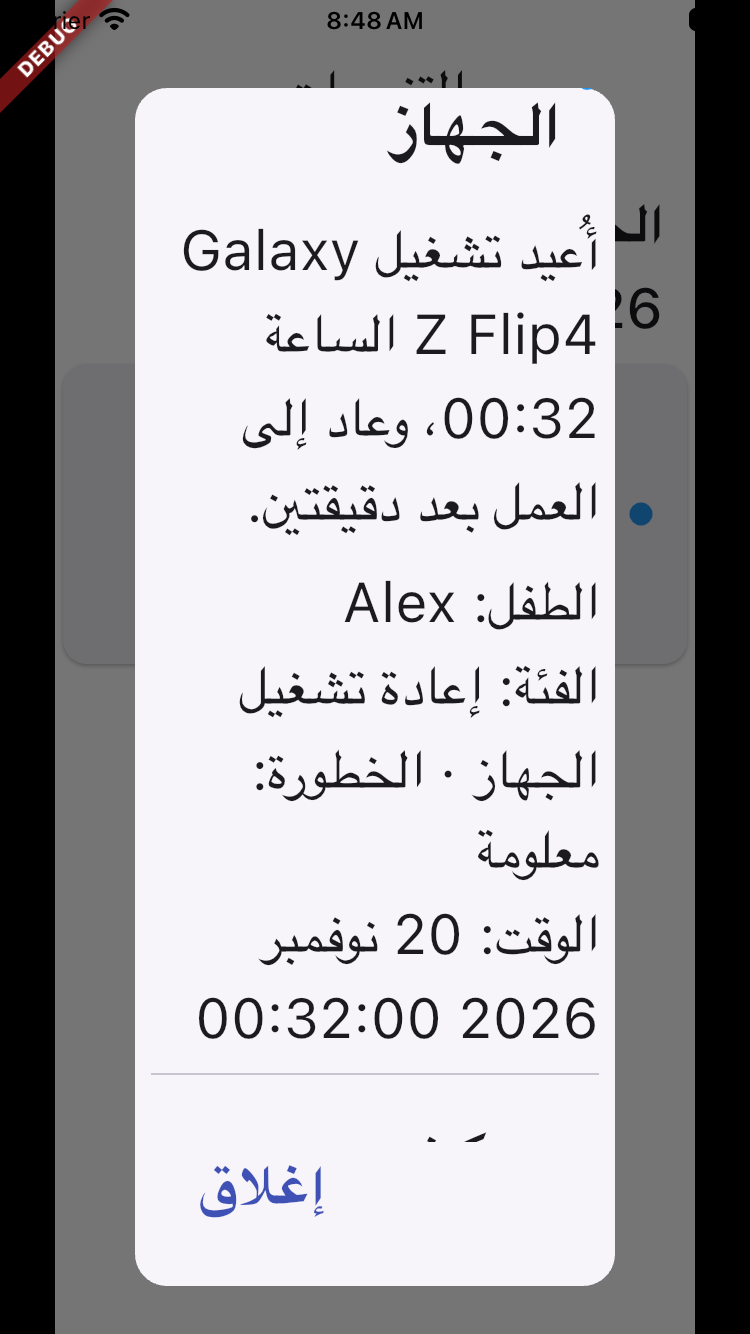 8:48 AM
DEBUG
الجهاز
أُعيد تشغيل Galaxy
Z Flip4 الساعة
00:32، وعاد إلى
العمل بعد دقيقتين.
الطفل: Alex
الفئة: إعادة تشغيل
الجهاز · الخطورة:
معلومة
الوقت: 20 نوفمبر
2026 00:32:00
إغلاق